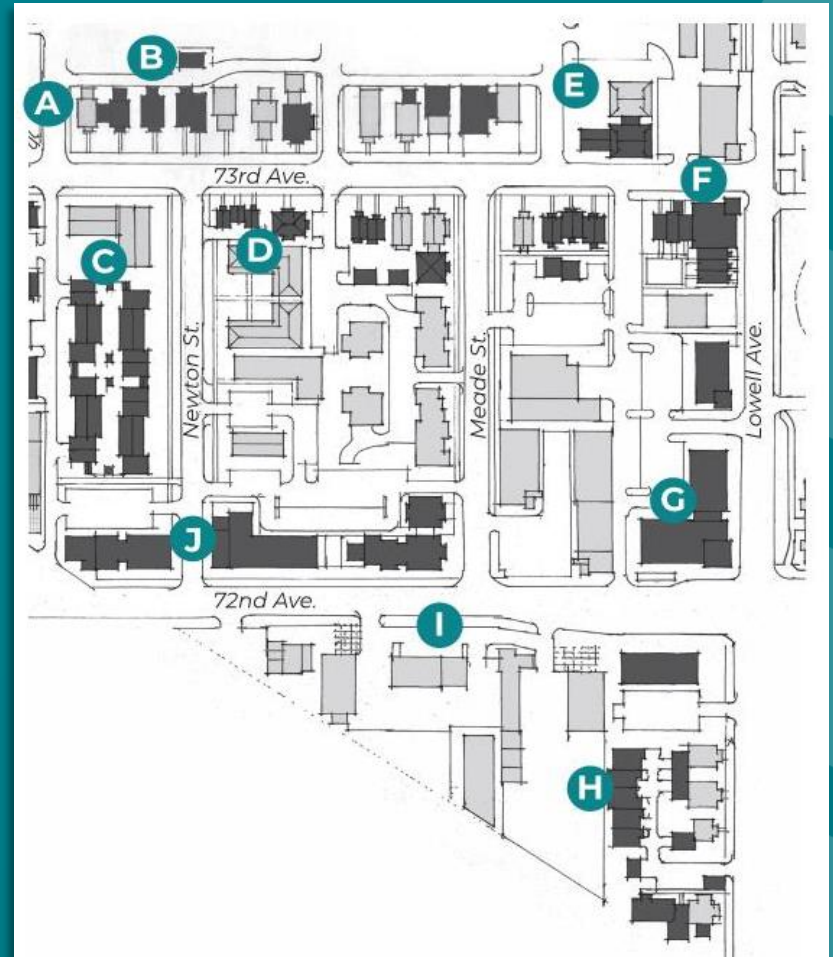 B
A
E
73rd Ave.
F
C
D
Newton St.
Meade St.
Lowell Ave.
G
J
72nd Ave.
I
H